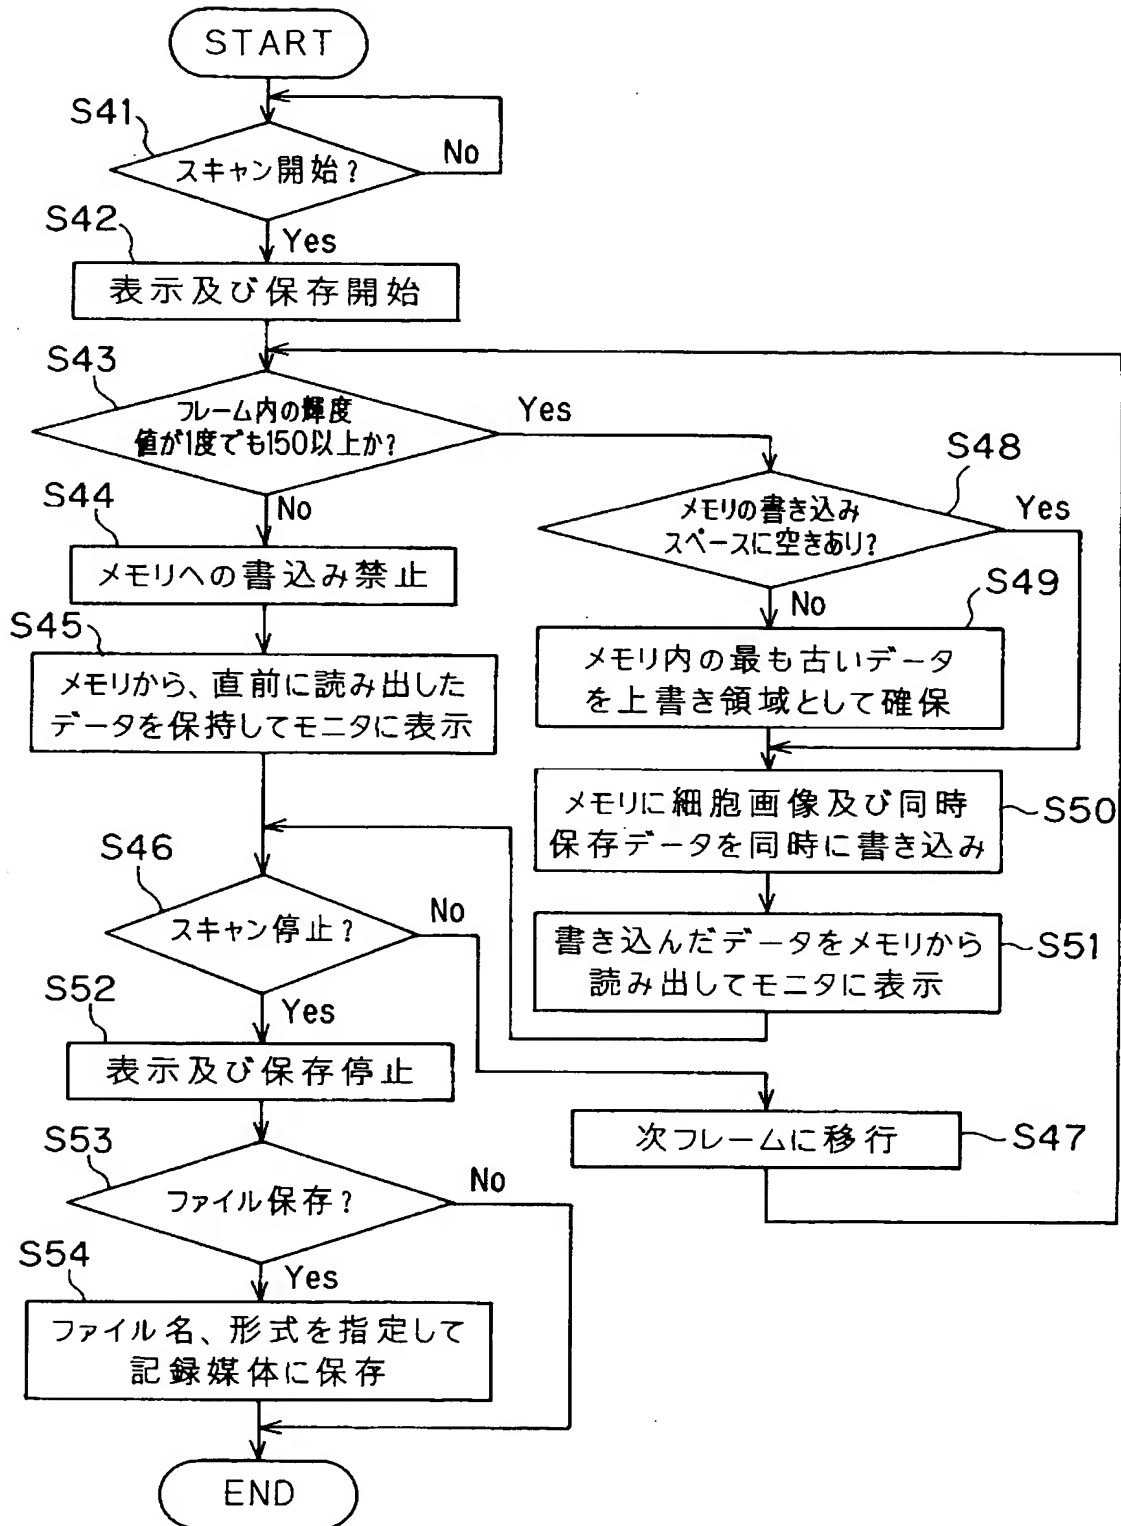 START
S41
スキャン開始?
No
Yes
S42
表示及び保存開始
S43
フレーム内の輝度
値が1度でも150以上か?
Yes
No
S44
メモリへの書込み禁止
S45
メモリから、直前に読み出した
データを保持してモニタに表示
S48
メモリの書き込み
スペースに空きあり?
Yes
No
S49
メモリ内の最も古いデータ
を上書き領域として確保
メモリに細胞画像及び同時
保存データを同時に書き込み
S50
書き込んだデータをメモリから
読み出してモニタに表示
S51
S46
スキャン停止?
No
Yes
次フレームに移行
S47
S52
表示及び保存停止
S53
ファイル保存?
No
Yes
S54
ファイル名、形式を指定して
記録媒体に保存
END